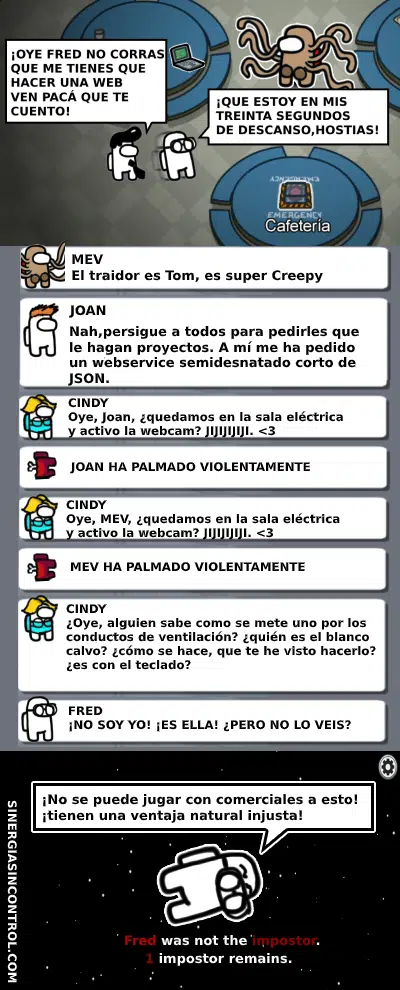 ¡OYE FRED NO CORRAS
QUE ME TIENES QUE
HACER UNA WEB
VEN PACÁ QUE TE
CUENTO!
¡QUE ESTOY EN MIS
TREINTA SEGUNDOS
DE DESCANSO,HOSTIAS!
EMERGENCY
EMERGENCY
Cafetería
MEV
El traidor es Tom, es super Creepy
JOAN
Nah,persigue a todos para pedirles que
le hagan proyectos. A mí me ha pedido
un webservice semidesnatado corto de
JSON.
CINDY
Oye, Joan, ¿quedamos en la sala eléctrica
y activo la webcam? JIJIJIJIJI. <3
JOAN HA PALMADO VIOLENTAMENTE
CINDY
Oye, MEV, ¿quedamos en la sala eléctrica
y activo la webcam? JIJIJIJIJI. <3
MEV HA PALMADO VIOLENTAMENTE
CINDY
¿Oye, alguien sabe como se mete uno por los
conductos de ventilación? ¿quién es el blanco
calvo? ¿cómo se hace, que te he visto hacerlo?
¿es con el teclado?
FRED
¡NO SOY YO! ¡ES ELLA! ¿PERO NO LO VEIS?
¡No se puede jugar con comerciales a esto!
¡tienen una ventaja natural injusta!
SINERGIASINCONTROL.COM
Fred was not the impostor.
1 impostor remains.